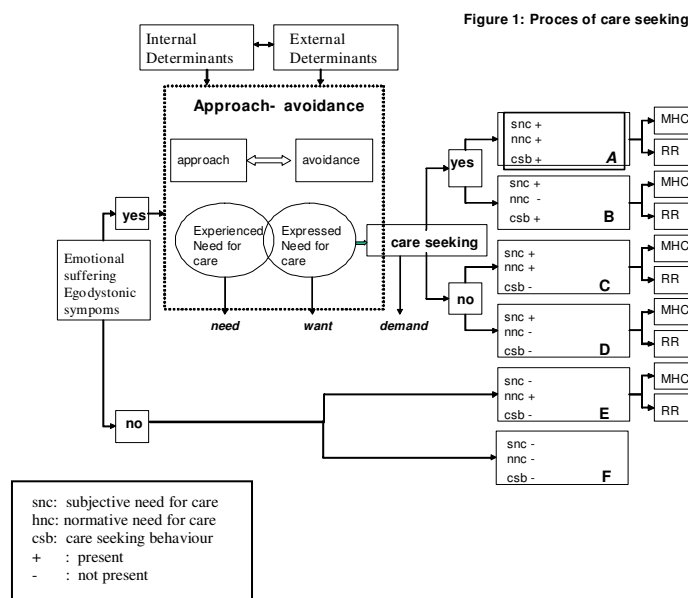 Figure 1: Proces of care seeking
Internal
Determinants
External
Determinants
Approach- avoidance
approach
avoidance
Experienced
Need for
care
Expressed
Need for
care
need
want
demand
care seeking
yes
Emotional
suffering
Egodystonic
sympoms
no
yes
no
snc +
nnc +
csb +
A
MHC
RR
snc +
nnc -
csb +
B
MHC
RR
snc +
nnc +
csb -
C
MHC
RR
snc +
nnc -
csb -
D
MHC
RR
snc -
nnc +
csb -
E
MHC
RR
snc -
nnc -
csb -
F
snc: subjective need for care
hnc: normative need for care
csb: care seeking behaviour
+ : present
- : not present